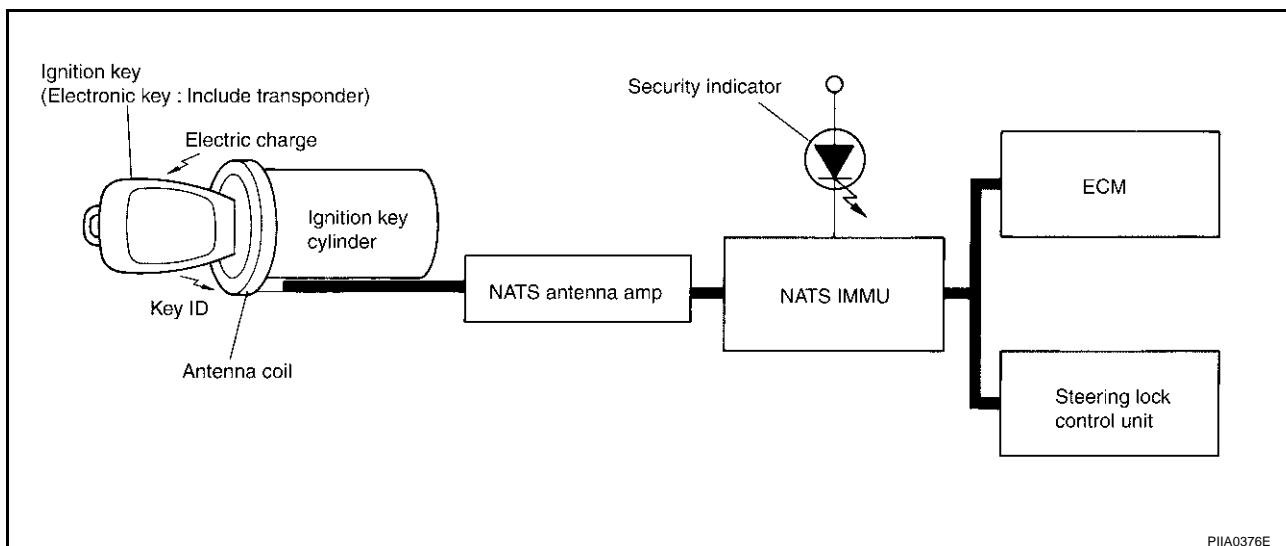 Ignition key
(Electronic key : Include transponder)
Electric charge
Ignition key
cylinder
Key ID
Antenna coil
NATS antenna amp
Security indicator
NATS IMMU
ECM
Steering lock
control unit
PIIA0376E